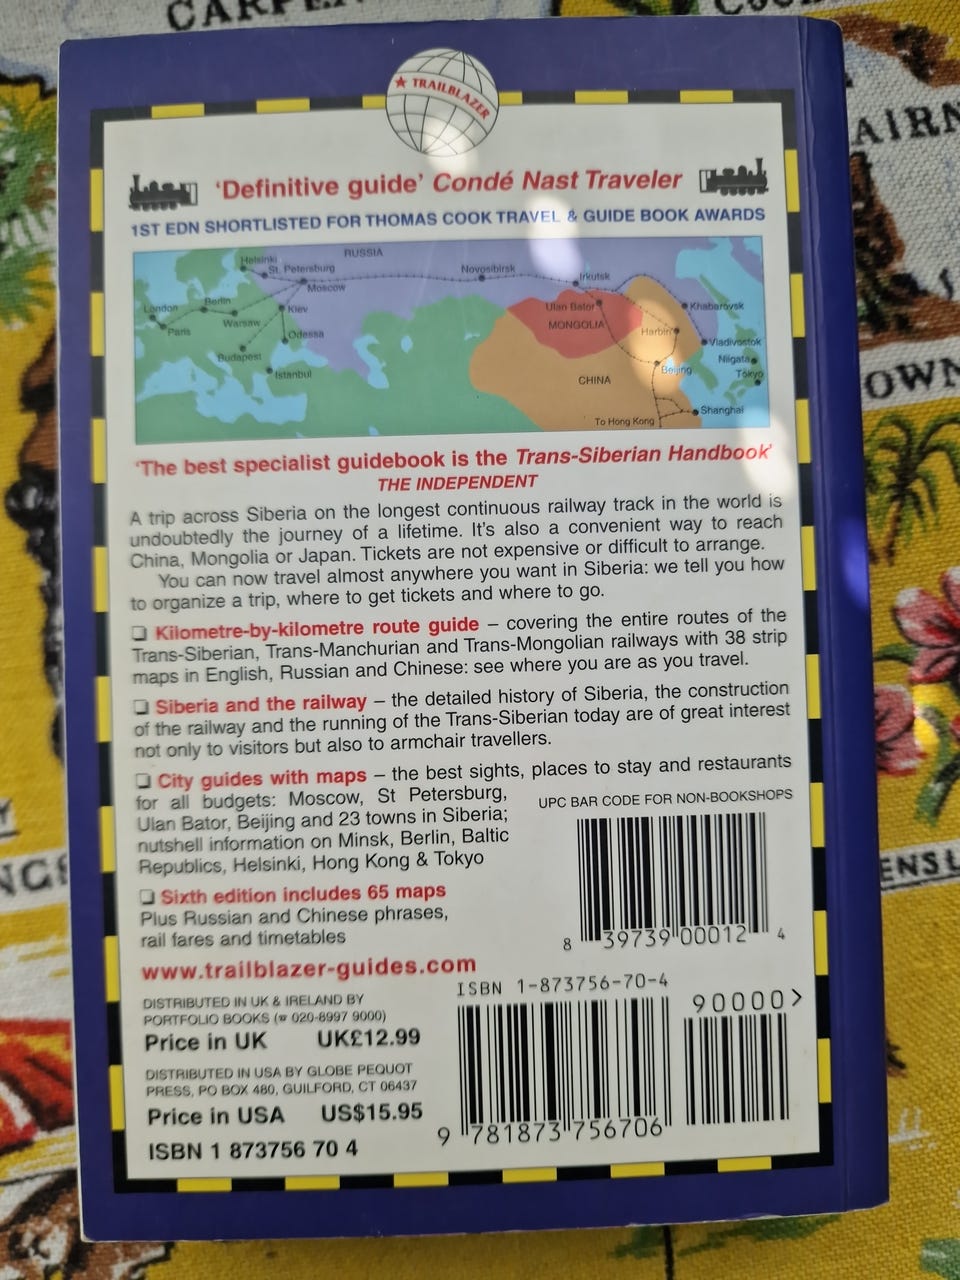 CARPEN
AIRN
OWN
NGS
ENSL
★ TRAILBLAZER
'Definitive guide' Condé Nast Traveler
1ST EDN SHORTLISTED FOR THOMAS COOK TRAVEL & GUIDE BOOK AWARDS
RUSSIA
Helsinki
St. Petersburg
Moscow
Novosibirsk
Irkutsk
London
Berlin
Paris
Warsaw
Kiev
Odessa
Budapest
Istanbul
Ulan Bator
MONGOLIA
Khabarovsk
Harbin
Vladivostok
Niigata
Tokyo
Beijing
CHINA
Shanghai
To Hong Kong
'The best specialist guidebook is the Trans-Siberian Handbook'
THE INDEPENDENT
A trip across Siberia on the longest continuous railway track in the world is
undoubtedly the journey of a lifetime. It's also a convenient way to reach
China, Mongolia or Japan. Tickets are not expensive or difficult to arrange.
You can now travel almost anywhere you want in Siberia: we tell you how
to organize a trip, where to get tickets and where to go.
❏ Kilometre-by-kilometre route guide – covering the entire routes of the
Trans-Siberian, Trans-Manchurian and Trans-Mongolian railways with 38 strip
maps in English, Russian and Chinese: see where you are as you travel.
❏ Siberia and the railway – the detailed history of Siberia, the construction
of the railway and the running of the Trans-Siberian today are of great interest
not only to visitors but also to armchair travellers.
❏ City guides with maps – the best sights, places to stay and restaurants
for all budgets: Moscow, St Petersburg,
Ulan Bator, Beijing and 23 towns in Siberia;
nutshell information on Minsk, Berlin, Baltic
Republics, Helsinki, Hong Kong & Tokyo
❏ Sixth edition includes 65 maps
Plus Russian and Chinese phrases,
rail fares and timetables
www.trailblazer-guides.com
UPC BAR CODE FOR NON-BOOKSHOPS
8 39739 00012 4
DISTRIBUTED IN UK & IRELAND BY
PORTFOLIO BOOKS (☎ 020-8997 9000)
Price in UK UK£12.99
DISTRIBUTED IN USA BY GLOBE PEQUOT
PRESS, PO BOX 480, GUILFORD, CT 06437
Price in USA US$15.95
ISBN 1 873756 70 4
ISBN 1-873756-70-4
90000>
9 781873 756706